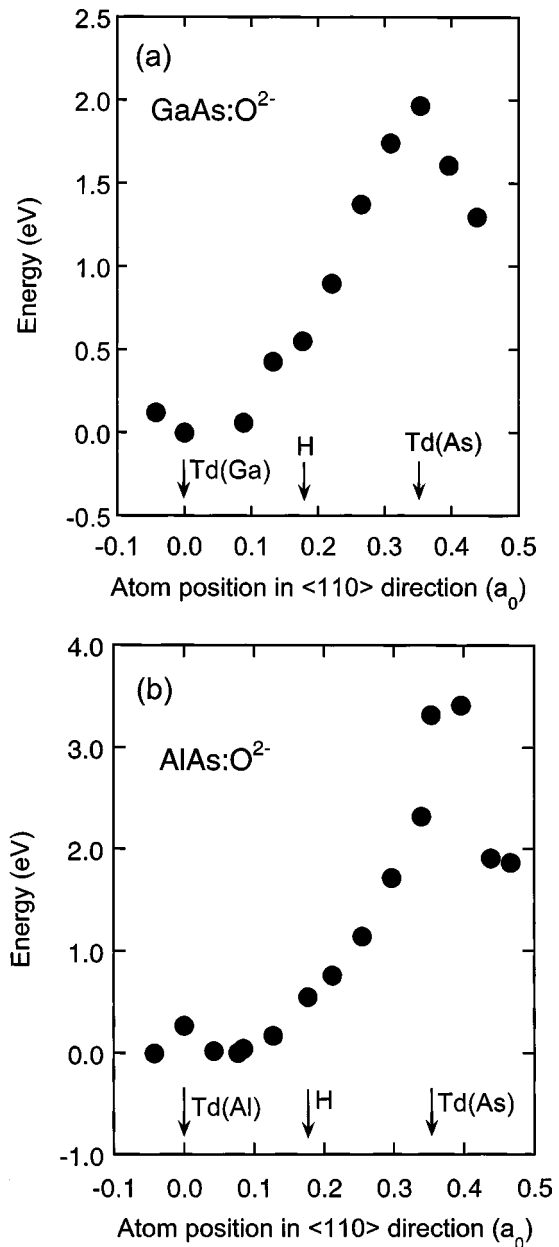 (a)
GaAs:O²⁻
Energy (eV)
2.5
2.0
1.5
1.0
0.5
0.0
-0.5
Td(Ga)
H
Td(As)
-0.1 0.0 0.1 0.2 0.3 0.4 0.5
Atom position in <110> direction (a₀)
(b)
AlAs:O²⁻
Energy (eV)
4.0
3.0
2.0
1.0
0.0
-1.0
Td(Al)
H
Td(As)
-0.1 0.0 0.1 0.2 0.3 0.4 0.5
Atom position in <110> direction (a₀)